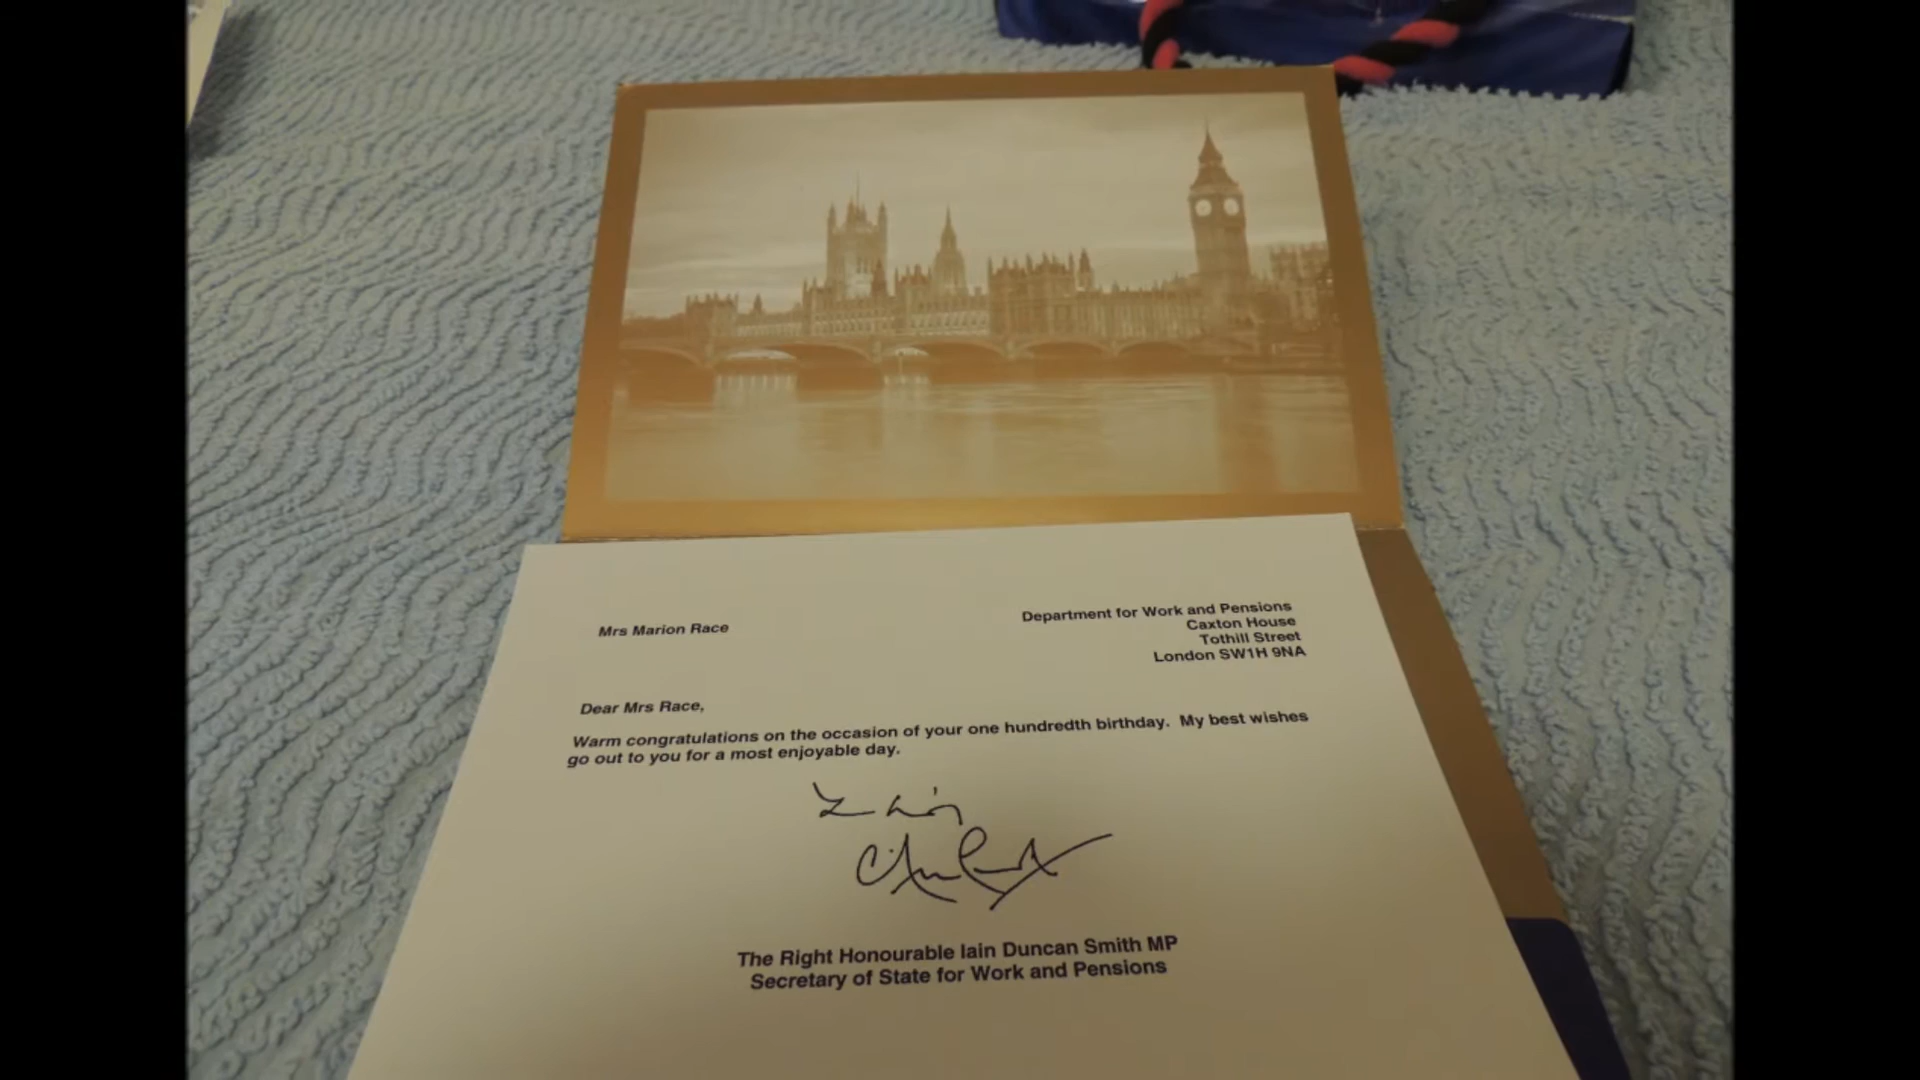 Mrs Marion Race
Department for Work and Pensions
Caxton House
Tothill Street
London SW1H 9NA
Dear Mrs Race,
Warm congratulations on the occasion of your one hundredth birthday. My best wishes
go out to you for a most enjoyable day.
The Right Honourable Iain Duncan Smith MP
Secretary of State for Work and Pensions